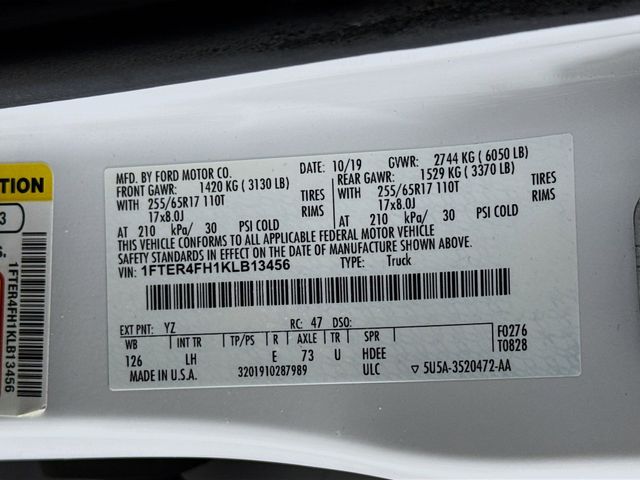 TION
3
S.
1FTER4FH1KLB13456
MFD. BY FORD MOTOR CO.
DATE: 10/19 GVWR: 2744 KG ( 6050 LB)
FRONT GAWR: 1420 KG ( 3130 LB)
REAR GAWR: 1529 KG ( 3370 LB)
WITH 255/65R17 110T TIRES
WITH 255/65R17 110T TIRES
17x8.0J RIMS
17x8.0J RIMS
AT 210 kPa/ 30 PSI COLD
AT 210 kPa/ 30 PSI COLD
THIS VEHICLE CONFORMS TO ALL APPLICABLE FEDERAL MOTOR VEHICLE
SAFETY STANDARDS IN EFFECT ON THE DATE OF MANUFACTURE SHOWN ABOVE.
VIN: 1FTER4FH1KLB13456 TYPE: Truck
EXT PNT: YZ RC: 47 DSO: F0276
WB INT TR TP/PS R AXLE TR SPR T0828
126 LH E 73 U HDEE
MADE IN U.S.A. 3201910287989 ULC ▽ 5U5A-3520472-AA